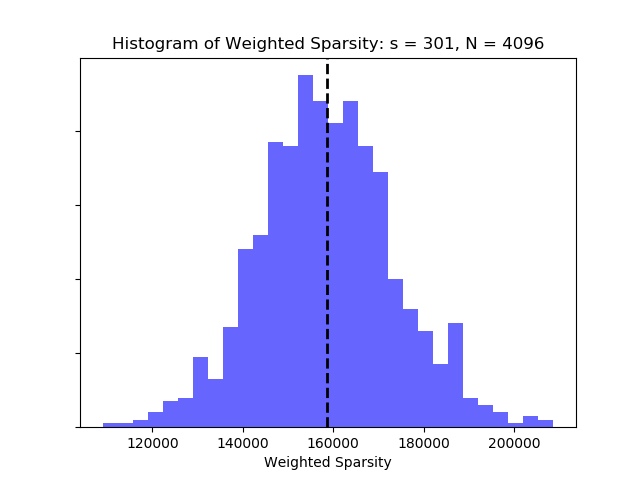 Histogram of Weighted Sparsity: s = 301, N = 4096
120000 140000 160000 180000 200000
Weighted Sparsity